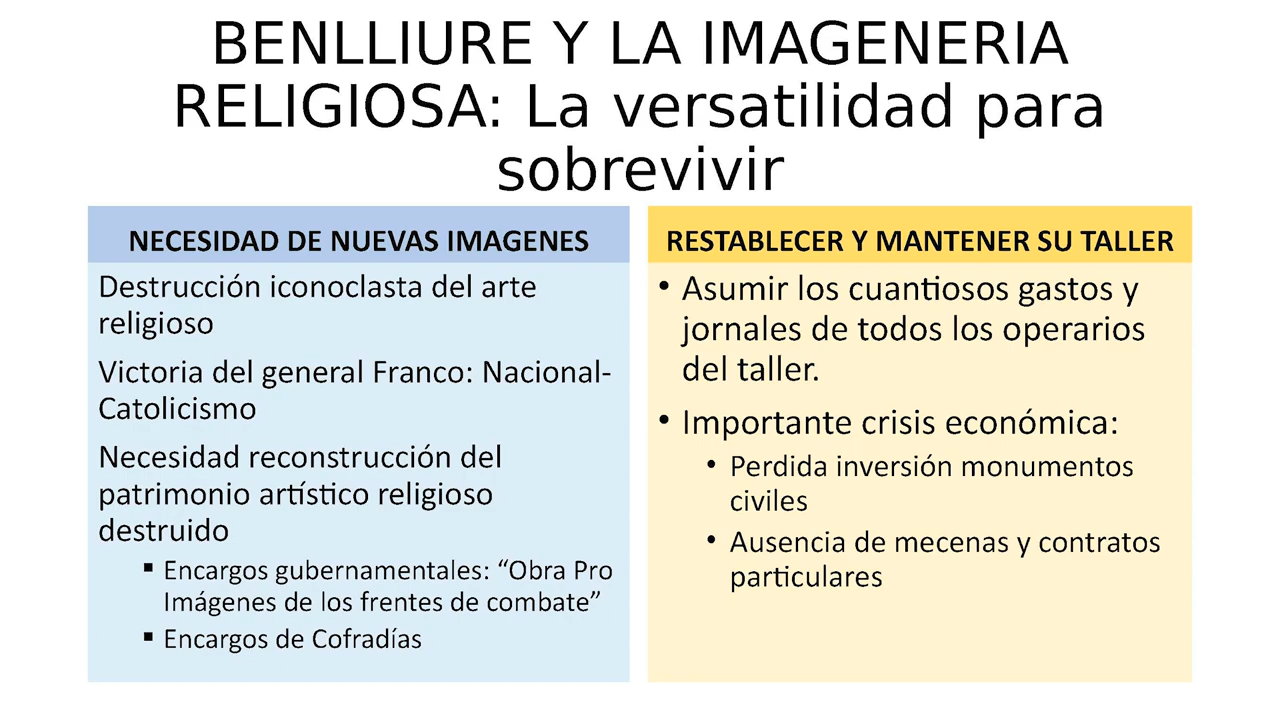 BENLLIURE Y LA IMAGENERIA
RELIGIOSA: La versatilidad para
sobrevivir
NECESIDAD DE NUEVAS IMAGENES
Destrucción iconoclasta del arte
religioso
Victoria del general Franco: Nacional-
Catolicismo
Necesidad reconstrucción del
patrimonio artístico religioso
destruido
▪ Encargos gubernamentales: “Obra Pro
Imágenes de los frentes de combate”
▪ Encargos de Cofradías
RESTABLECER Y MANTENER SU TALLER
• Asumir los cuantiosos gastos y
jornales de todos los operarios
del taller.
• Importante crisis económica:
• Perdida inversión monumentos
civiles
• Ausencia de mecenas y contratos
particulares